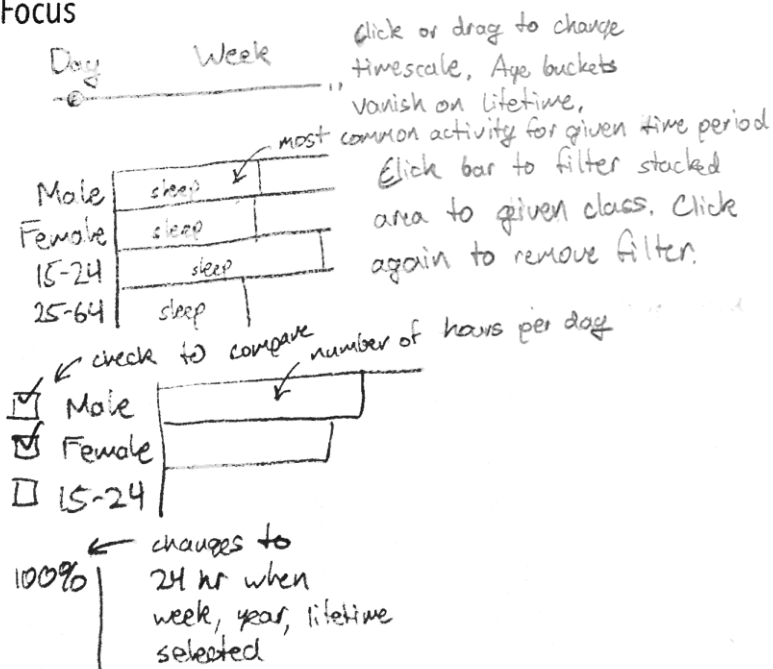 Focus
Day Week
Click or drag to change
timescale. Age buckets
vanish on lifetime.
most common activity for given time period
Male sleep
Click bar to filter stacked
Female sleep
area to given class. Click
15-24 sleep
again to remove filter.
25-64 sleep
check to compare
number of hours per day
Male
Female
15-24
100%
changes to
24 hr when
week, year, lifetime
selected